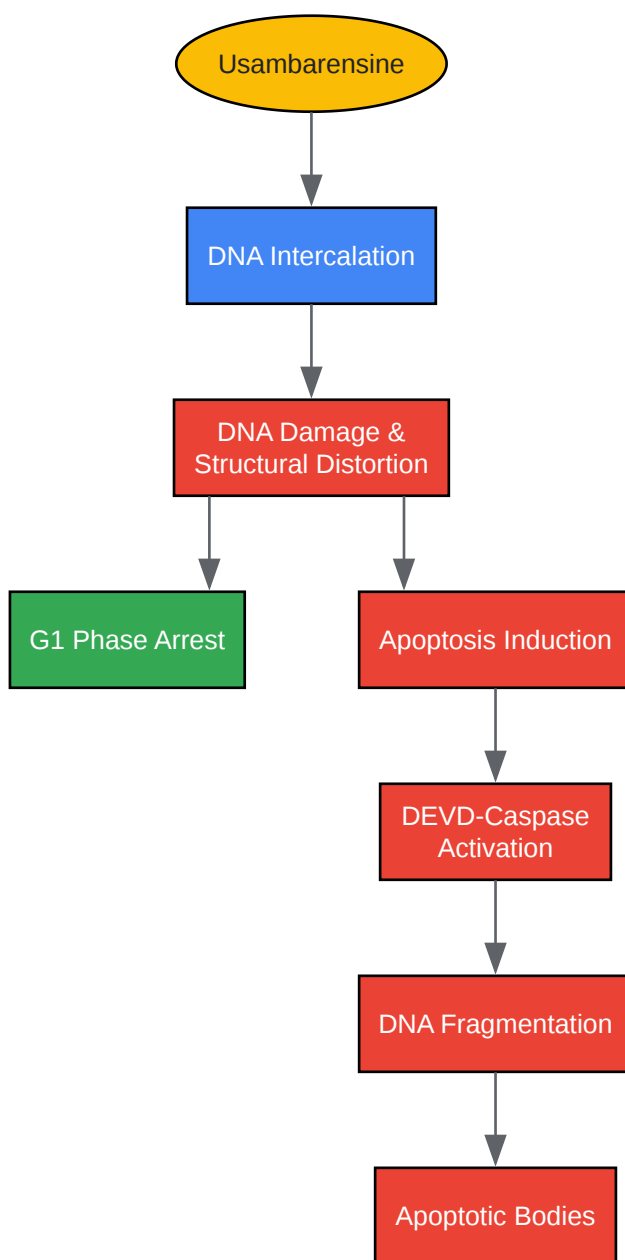 Usambarensine
DNA Intercalation
DNA Damage &
Structural Distortion
G1 Phase Arrest
Apoptosis Induction
DEVD-Caspase
Activation
DNA Fragmentation
Apoptotic Bodies